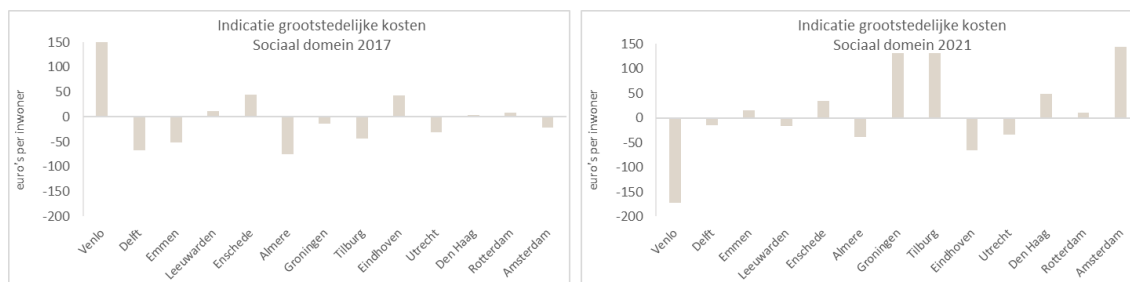 Indicatie grootstedelijke kosten
Sociaal domein 2017
euro's per inwoner
150
100
50
0
-50
-100
-150
-200
Venlo
Delft
Emmen
Leeuwarden
Enschede
Almere
Groningen
Tilburg
Eindhoven
Utrecht
Den Haag
Rotterdam
Amsterdam
Indicatie grootstedelijke kosten
Sociaal domein 2021
euro's per inwoner
150
100
50
0
-50
-100
-150
-200
Venlo
Delft
Emmen
Leeuwarden
Enschede
Almere
Groningen
Tilburg
Eindhoven
Utrecht
Den Haag
Rotterdam
Amsterdam